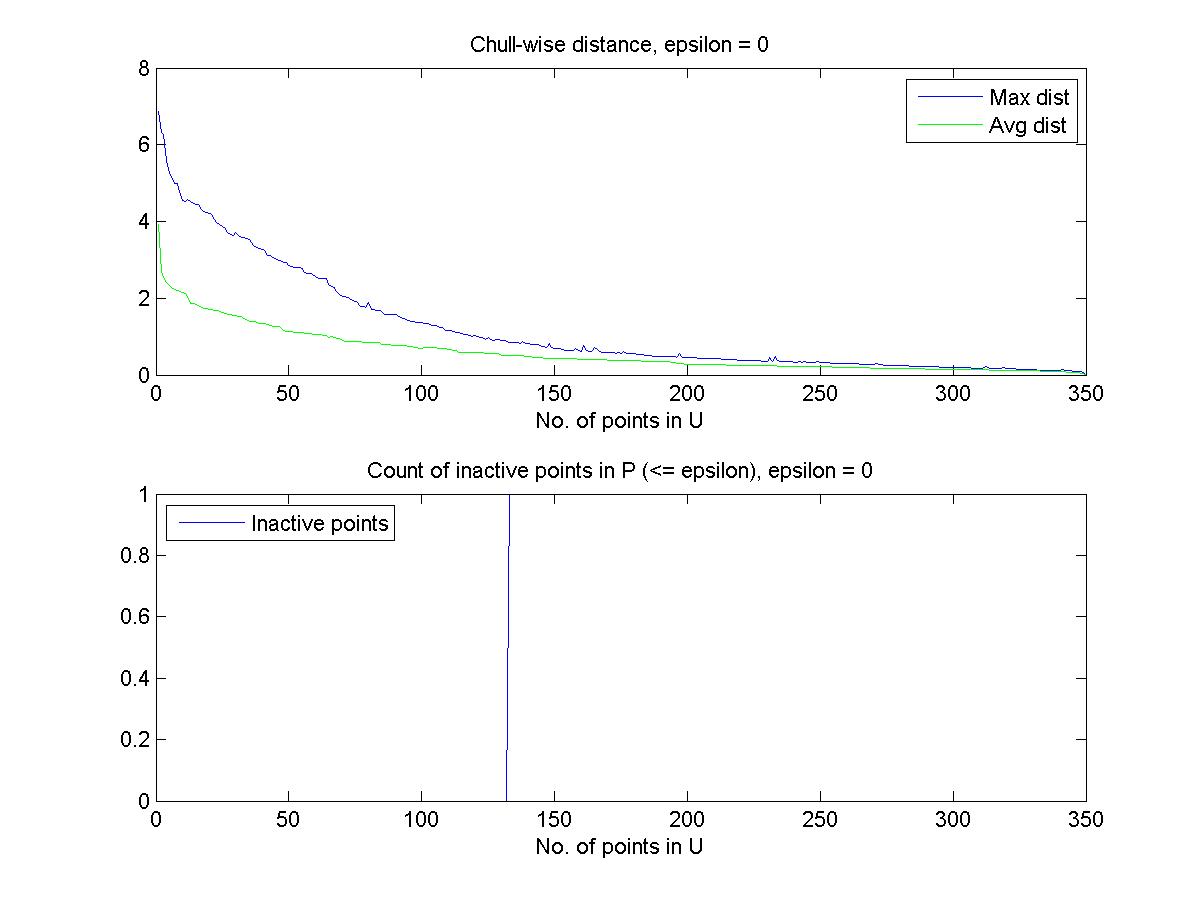 Chull-wise distance, epsilon = 0
8
6
4
2
0
Max dist
Avg dist
0 50 100 150 200 250 300 350
No. of points in U
Count of inactive points in P (<= epsilon), epsilon = 0
1
0.8
0.6
0.4
0.2
0
Inactive points
0 50 100 150 200 250 300 350
No. of points in U